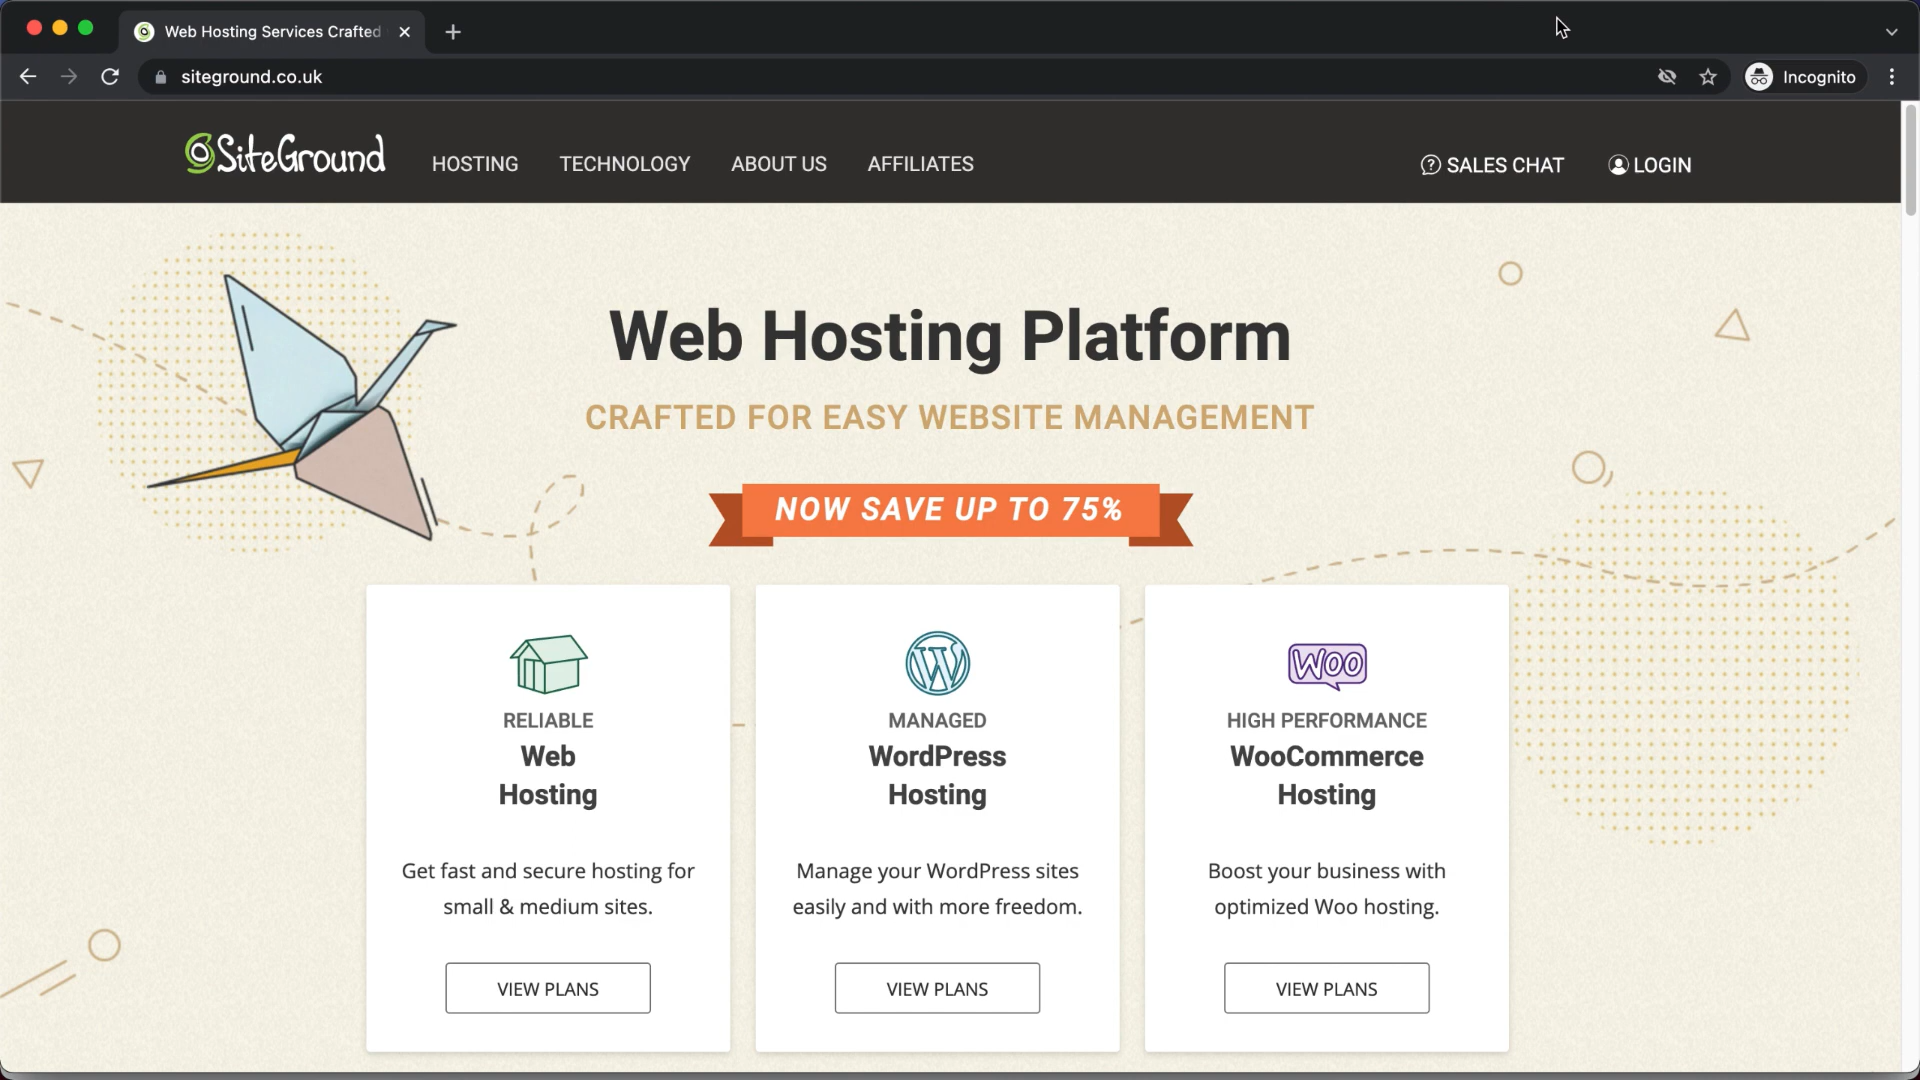 Web Hosting Services Crafted
siteground.co.uk
Incognito
SiteGround
HOSTING TECHNOLOGY ABOUT US AFFILIATES
SALES CHAT LOGIN
Web Hosting Platform
CRAFTED FOR EASY WEBSITE MANAGEMENT
NOW SAVE UP TO 75%
RELIABLE
Web
Hosting
Get fast and secure hosting for
small & medium sites.
VIEW PLANS
MANAGED
WordPress
Hosting
Manage your WordPress sites
easily and with more freedom.
VIEW PLANS
WOO
HIGH PERFORMANCE
WooCommerce
Hosting
Boost your business with
optimized Woo hosting.
VIEW PLANS